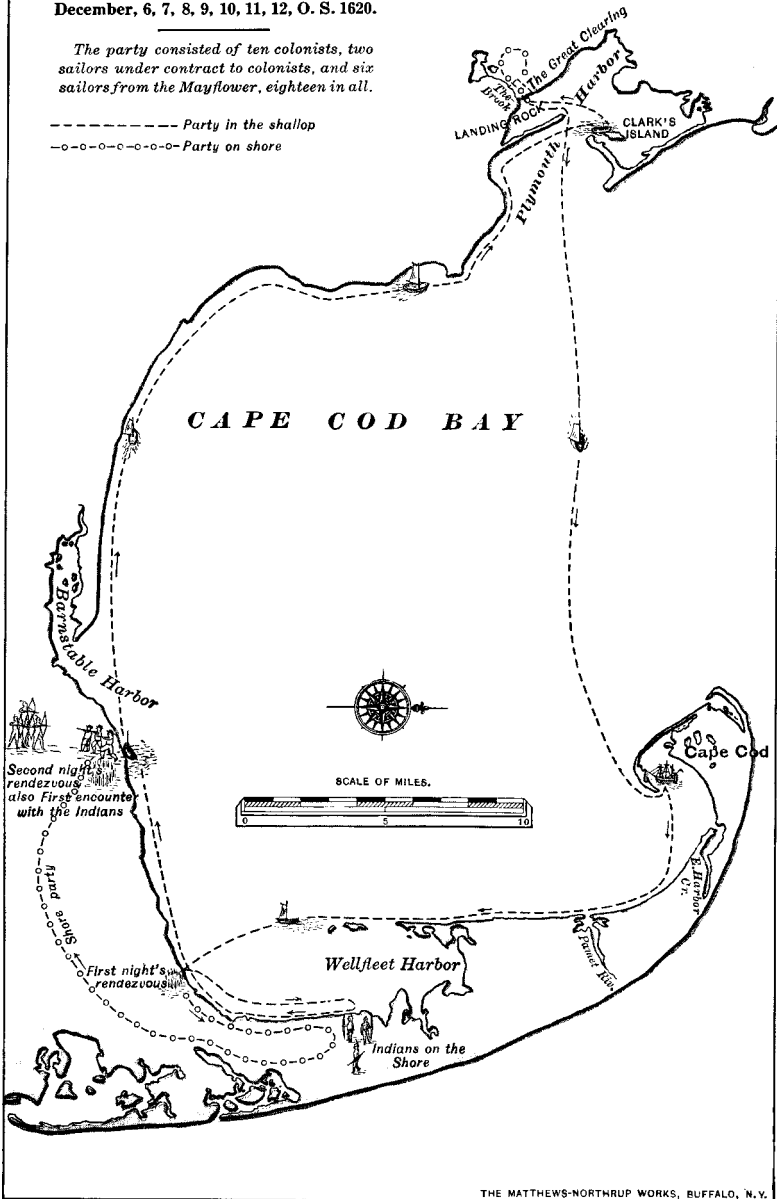 December, 6, 7, 8, 9, 10, 11, 12, O. S. 1620.
The party consisted of ten colonists, two
sailors under contract to colonists, and six
sailors from the Mayflower, eighteen in all.
Party in the shallop
Party on shore
The Great Clearing
The
Brook
Harbor
LANDING ROCK
CLARK'S
ISLAND
Plymouth
CAPE COD BAY
Barnstable Harbor
Cape Cod
Second night's
rendezvous,
also First encounter
with the Indians
SCALE OF MILES.
0 5 10
E. Harbor
Cr.
Shore party
Pamet Riv.
Wellfleet Harbor
First night's
rendezvous
Indians on the
Shore
THE MATTHEWS-NORTHRUP WORKS, BUFFALO, N.Y.